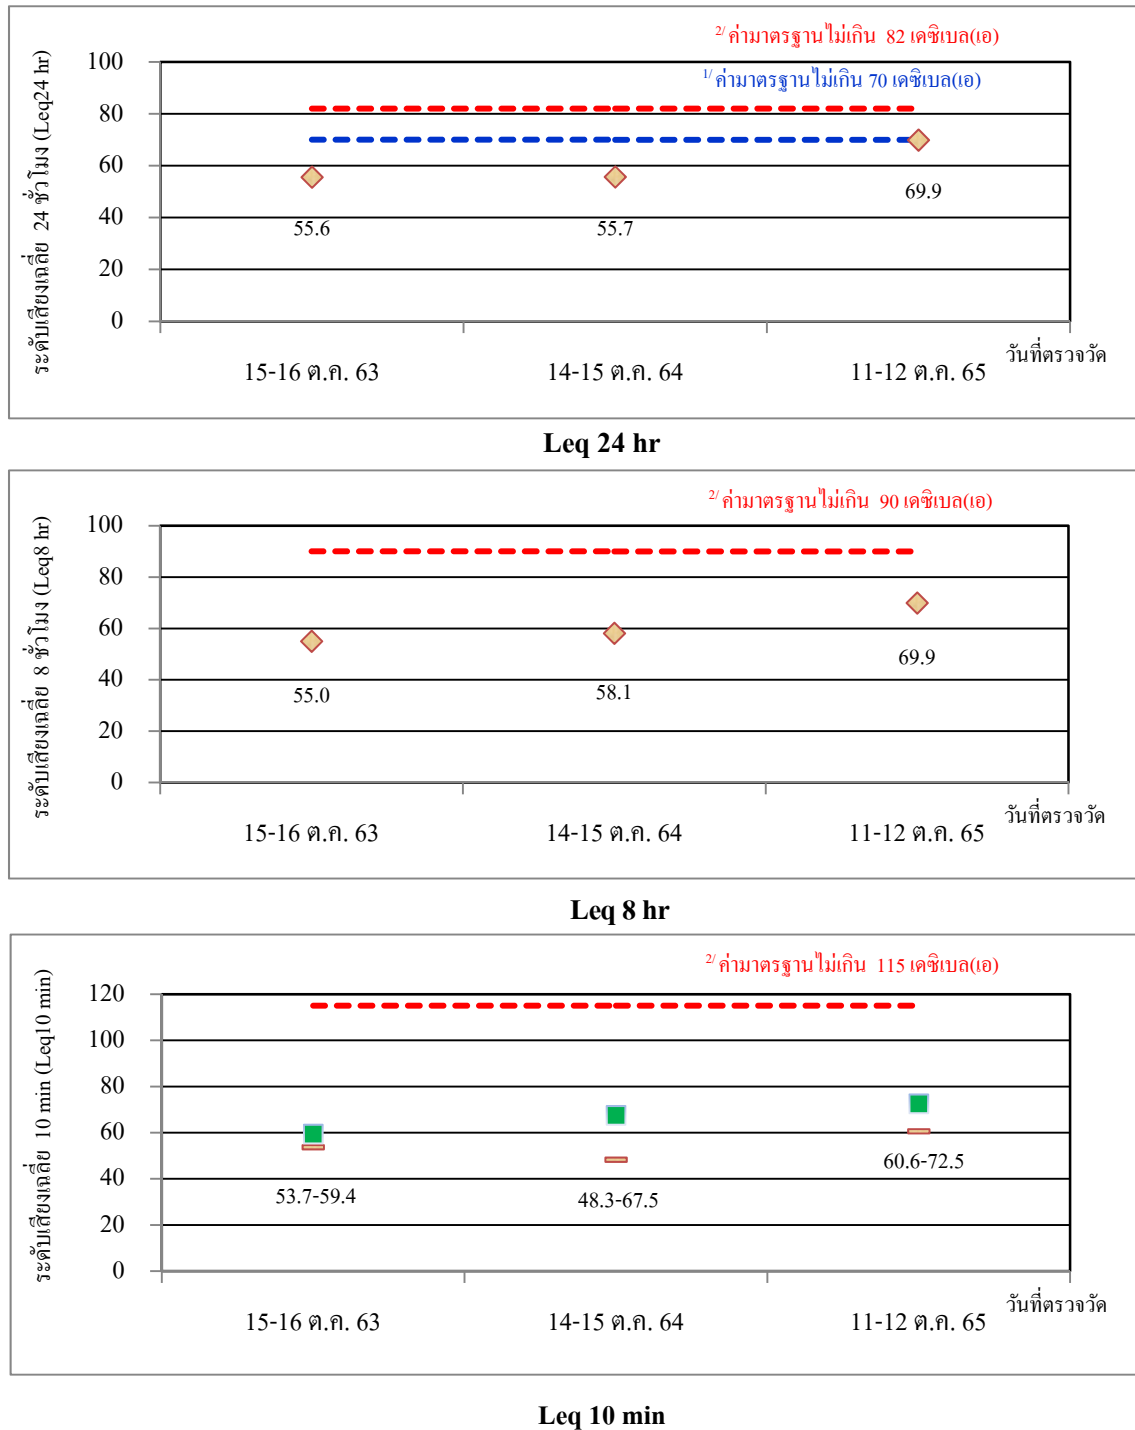 2/ ค่ามาตรฐานไม่เกิน 82 เดซิเบล(เอ)
1/ ค่ามาตรฐานไม่เกิน 70 เดซิเบล(เอ)
ระดับเสียงเฉลี่ย 24 ชั่วโมง (Leq24 hr)
100
80
60
40
20
0
55.6
55.7
69.9
15-16 ต.ค. 63
14-15 ต.ค. 64
11-12 ต.ค. 65
วันที่ตรวจวัด
Leq 24 hr
2/ ค่ามาตรฐานไม่เกิน 90 เดซิเบล(เอ)
ระดับเสียงเฉลี่ย 8 ชั่วโมง (Leq8 hr)
100
80
60
40
20
0
55.0
58.1
69.9
15-16 ต.ค. 63
14-15 ต.ค. 64
11-12 ต.ค. 65
วันที่ตรวจวัด
Leq 8 hr
2/ ค่ามาตรฐานไม่เกิน 115 เดซิเบล(เอ)
ระดับเสียงเฉลี่ย 10 min (Leq10 min)
120
100
80
60
40
20
0
53.7-59.4
48.3-67.5
60.6-72.5
15-16 ต.ค. 63
14-15 ต.ค. 64
11-12 ต.ค. 65
วันที่ตรวจวัด
Leq 10 min